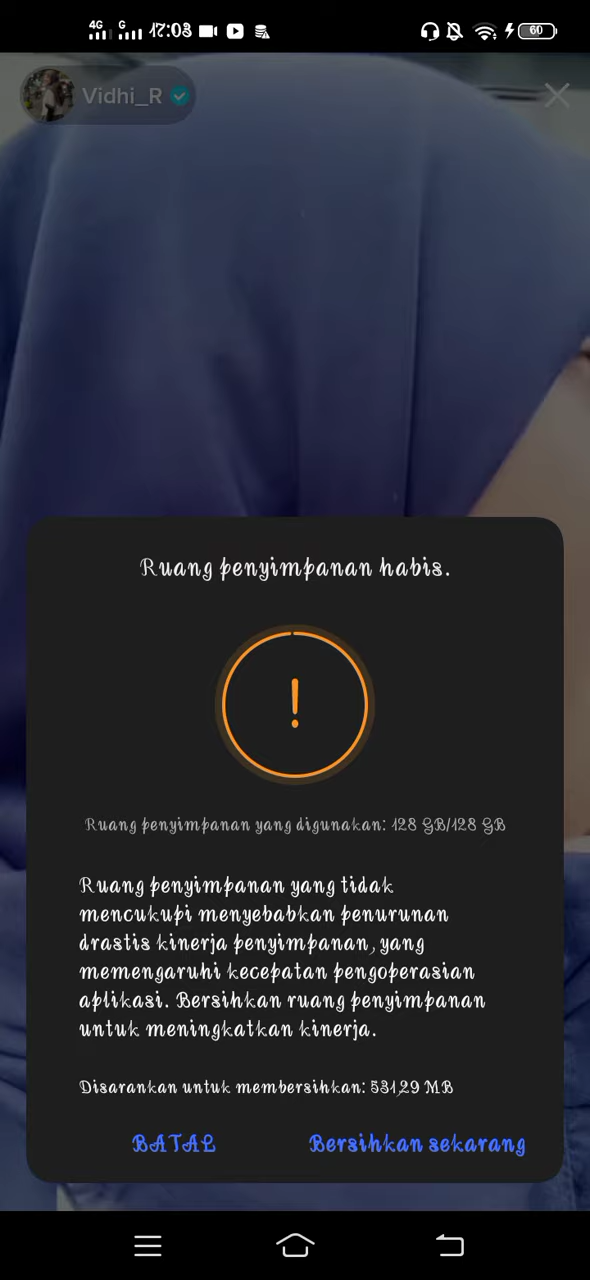 4G G 17:03 60
Vidhi_R
Ruang penyimpanan habis.
!
Ruang penyimpanan yang digunakan: 128 GB/128 GB
Ruang penyimpanan yang tidak
mencukupi menyebabkan penurunan
drastis kinerja penyimpanan, yang
memengaruhi kecepatan pengoperasian
aplikasi. Bersihkan ruang penyimpanan
untuk meningkatkan kinerja.
Disarankan untuk membersihkan: 531,29 MB
BATAL Bersihkan sekarang